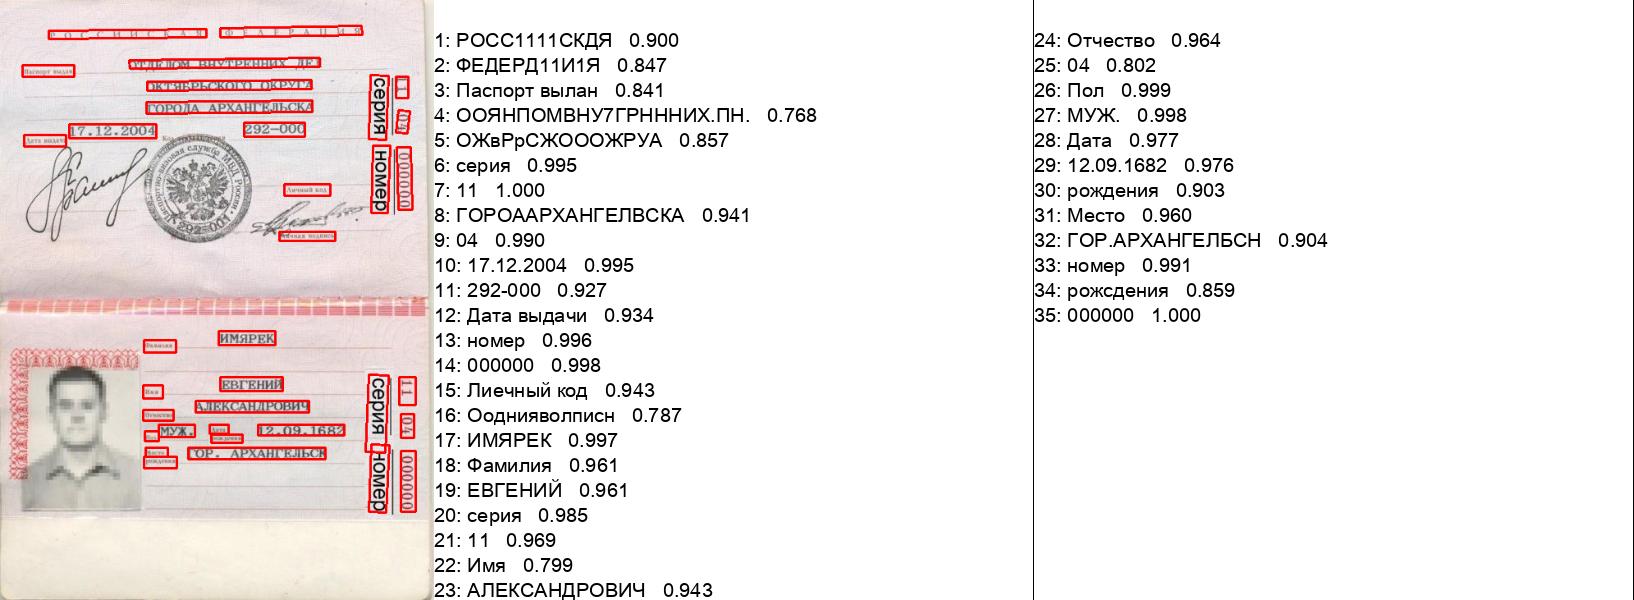 РОССИЙСКАЯ ФЕДЕРАЦИЯ
Паспорт выдан
ОТДЕЛОМ ВНУТРЕННИХ ДЕЛ
ОКТЯБРЬСКОГО ОКРУГА
ГОРОДА АРХАНГЕЛЬСКА
17.12.2004
292-000
Дата выдачи
Код подразделения
Паспортно-визовая служба МВД России
292-001
Личный код
Личная подпись
серия 11 04
номер 000000
Фамилия
ИМЯРЕК
Имя
ЕВГЕНИЙ
Отчество
АЛЕКСАНДРОВИЧ
Пол
МУЖ.
Дата рождения
12.09.1682
Место рождения
ГОР. АРХАНГЕЛЬСК
серия 11 04
номер 000000
1: РОСС1111СКДЯ 0.900
2: ФЕДЕРД11И1Я 0.847
3: Паспорт вылан 0.841
4: ООЯНПОМВНУ7ГРНННИХ.ПН. 0.768
5: ОЖвРрСЖОООЖРУА 0.857
6: серия 0.995
7: 11 1.000
8: ГОРОААРХАНГЕЛВСКА 0.941
9: 04 0.990
10: 17.12.2004 0.995
11: 292-000 0.927
12: Дата выдачи 0.934
13: номер 0.996
14: 000000 0.998
15: Лиечный код 0.943
16: Ооднияволписн 0.787
17: ИМЯРЕК 0.997
18: Фамилия 0.961
19: ЕВГЕНИЙ 0.961
20: серия 0.985
21: 11 0.969
22: Имя 0.799
23: АЛЕКСАНДРОВИЧ 0.943
24: Отчество 0.964
25: 04 0.802
26: Пол 0.999
27: МУЖ. 0.998
28: Дата 0.977
29: 12.09.1682 0.976
30: рождения 0.903
31: Место 0.960
32: ГОР.АРХАНГЕЛБСН 0.904
33: номер 0.991
34: рожсдения 0.859
35: 000000 1.000